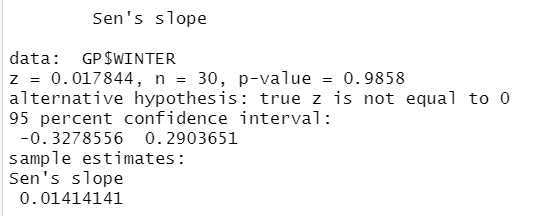 Sen's slope
data:  GP$WINTER
z = 0.017844, n = 30, p-value = 0.9858
alternative hypothesis: true z is not equal to 0
95 percent confidence interval:
 -0.3278556  0.2903651
sample estimates:
Sen's slope
 0.01414141